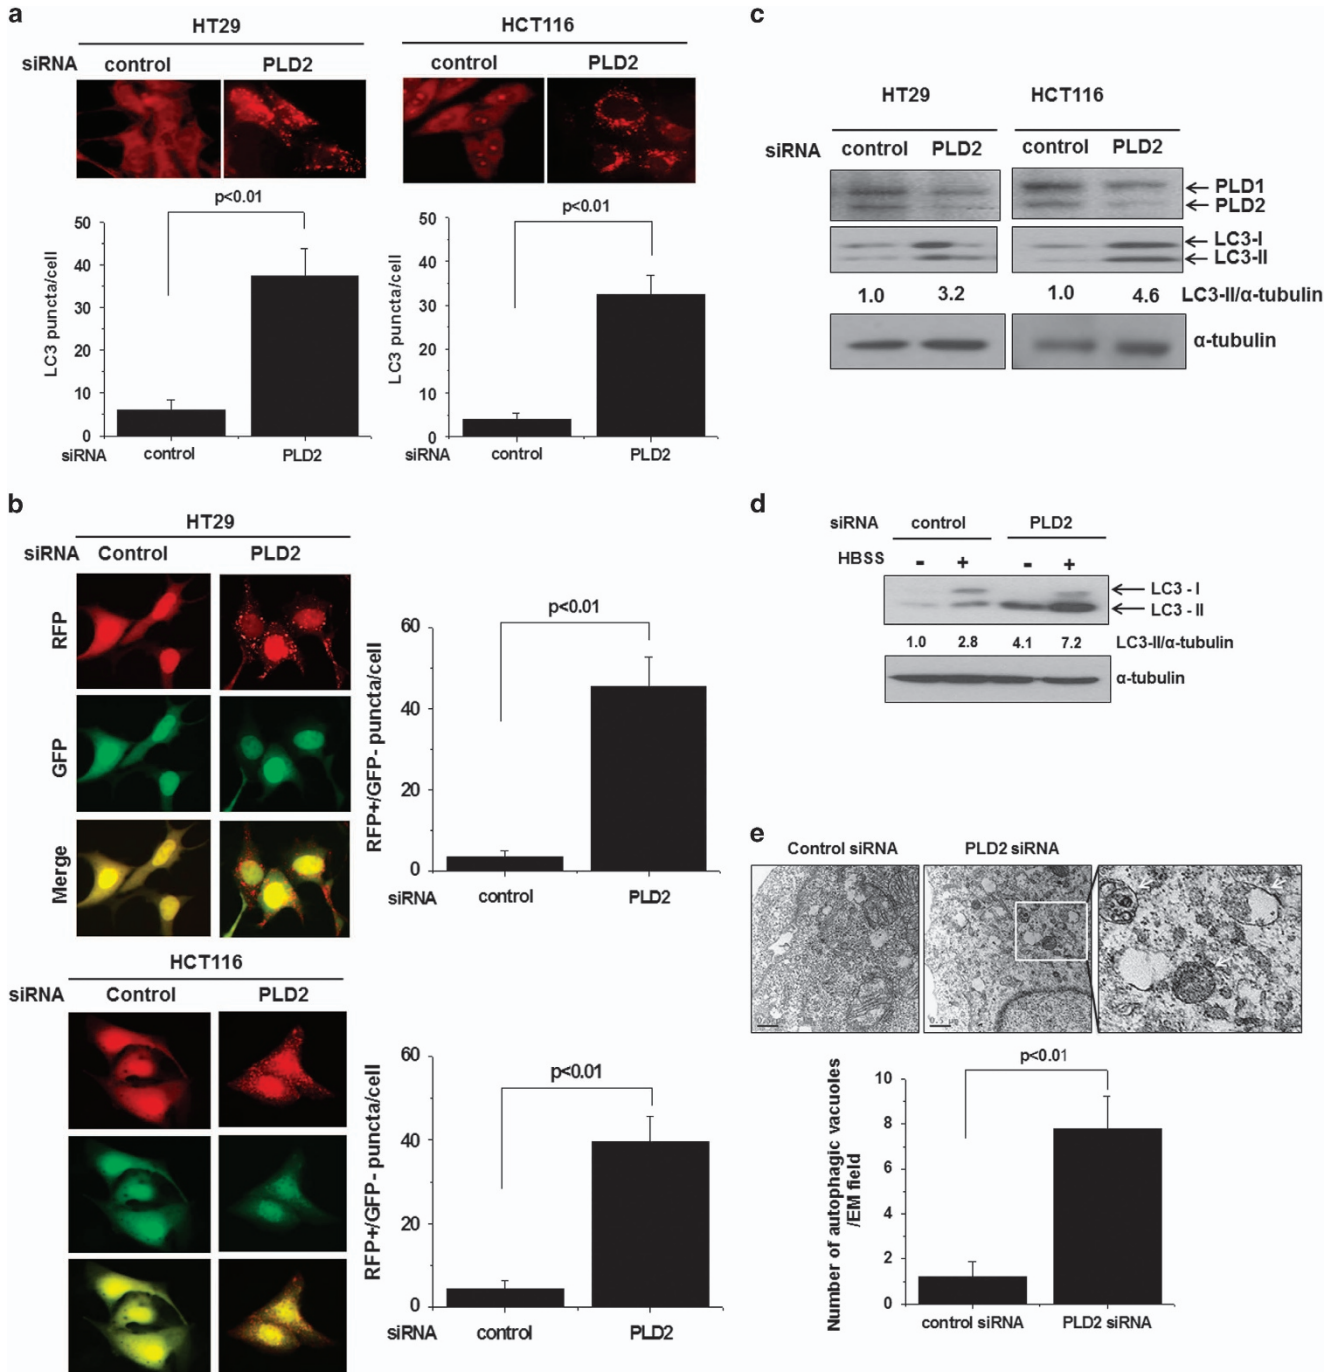 a
HT29
siRNA control PLD2
HCT116
control PLD2
p<0.01
LC3 puncta/cell
50
40
30
20
10
0
siRNA control PLD2
p<0.01
LC3 puncta/cell
50
40
30
20
10
0
siRNA control PLD2
b
HT29
siRNA Control PLD2
RFP
GFP
Merge
p<0.01
RFP+/GFP- puncta/cell
60
40
20
0
siRNA control PLD2
HCT116
siRNA Control PLD2
p<0.01
RFP+/GFP- puncta/cell
60
40
20
0
siRNA control PLD2
c
HT29 HCT116
siRNA control PLD2 control PLD2
PLD1
PLD2
LC3-I
LC3-II
1.0 3.2 1.0 4.6 LC3-II/α-tubulin
α-tubulin
d
siRNA control PLD2
HBSS - + - +
LC3 - I
LC3 - II
1.0 2.8 4.1 7.2 LC3-II/α-tubulin
α-tubulin
e
Control siRNA PLD2 siRNA
p<0.01
Number of autophagic vacuoles
/EM field
10
8
6
4
2
0
control siRNA PLD2 siRNA